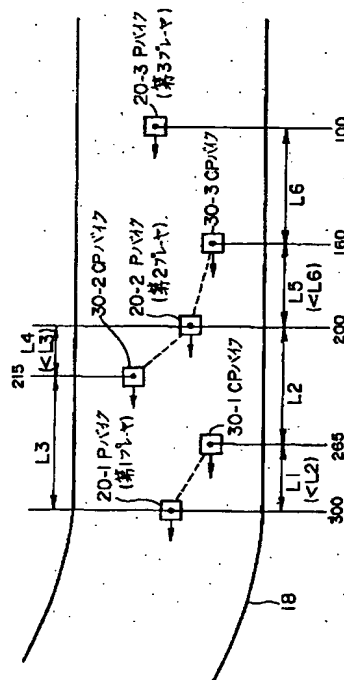 20-3 Pバイク
(第3プレーヤ)
30-3 CPバイク
20-2 Pバイク
(第2プレーヤ)
30-2 CPバイク
20-1 Pバイク
(第1プレーヤ)
30-1 CPバイク
215
L4
(<L3)
L3
L6
L5
(<L6)
L2
L1
(<L2)
100
160
200
265
300
18